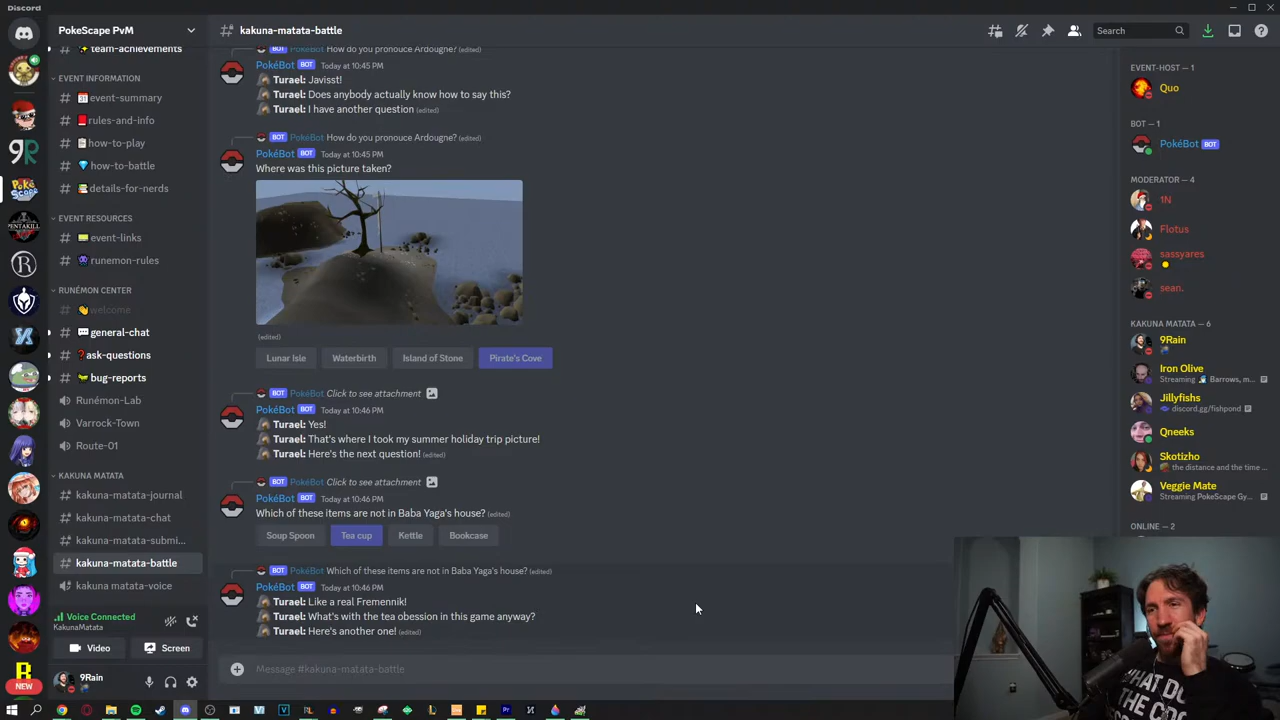 Discord
PokeScape PvM
kakuna-matata-battle
Search
team-achievements
EVENT INFORMATION
event-summary
rules-and-info
how-to-play
how-to-battle
details-for-nerds
EVENT RESOURCES
event-links
runemon-rules
RUNÉMON CENTER
welcome
general-chat
ask-questions
bug-reports
Runémon-Lab
Varrock-Town
Route-01
KAKUNA MATATA
kakuna-matata-journal
kakuna-matata-chat
kakuna-matata-submi...
kakuna-matata-battle
kakuna matata-voice
Voice Connected
KakunaMatata
Video
Screen
9Rain
NEW
BOT PokéBot How do you pronouce Ardougne? (edited)
PokéBot BOT Today at 10:45 PM
Turael: Javisst!
Turael: Does anybody actually know how to say this?
Turael: I have another question (edited)
BOT PokéBot How do you pronouce Ardougne? (edited)
PokéBot BOT Today at 10:45 PM
Where was this picture taken?
(edited)
Lunar Isle Waterbirth Island of Stone Pirate's Cove
BOT PokéBot Click to see attachment
PokéBot BOT Today at 10:46 PM
Turael: Yes!
Turael: That's where I took my summer holiday trip picture!
Turael: Here's the next question! (edited)
BOT PokéBot Click to see attachment
PokéBot BOT Today at 10:46 PM
Which of these items are not in Baba Yaga's house? (edited)
Soup Spoon Tea cup Kettle Bookcase
BOT PokéBot Which of these items are not in Baba Yaga's house? (edited)
PokéBot BOT Today at 10:46 PM
Turael: Like a real Fremennik!
Turael: What's with the tea obession in this game anyway?
Turael: Here's another one! (edited)
Message #kakuna-matata-battle
EVENT-HOST — 1
Quo
BOT — 1
PokéBot BOT
MODERATOR — 4
1N
Flotus
sassyares
sean.
KAKUNA MATATA — 6
9Rain
Iron Olive
Streaming Barrows, m...
Jillyfishs
discord.gg/fishpond
Qneeks
Skotizho
the distance and the time ...
Veggie Mate
Streaming PokeScape Gy...
ONLINE — 2
WHAT DO
THE COS